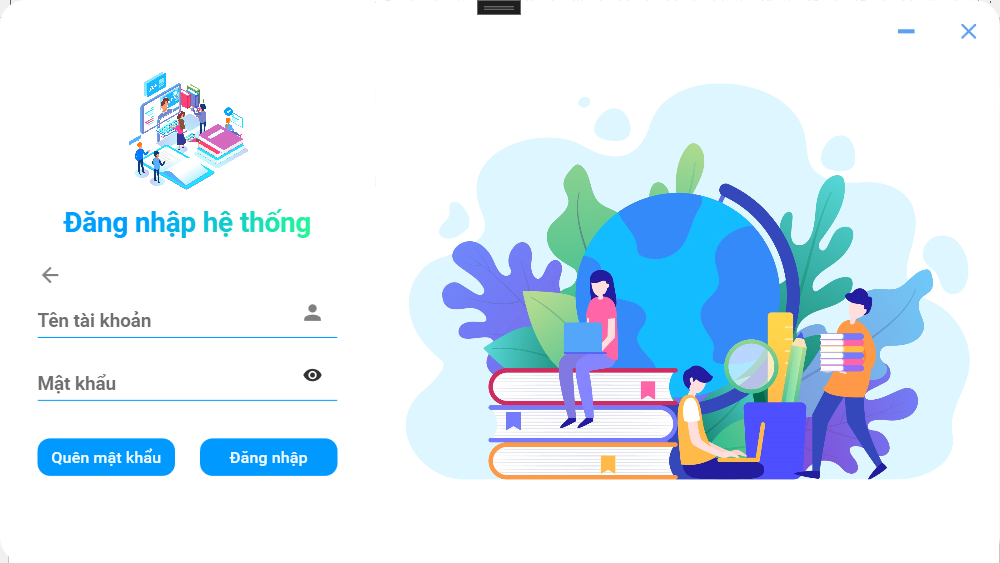 Đăng nhập hệ thống
Tên tài khoản
Mật khẩu
Quên mật khẩu
Đăng nhập